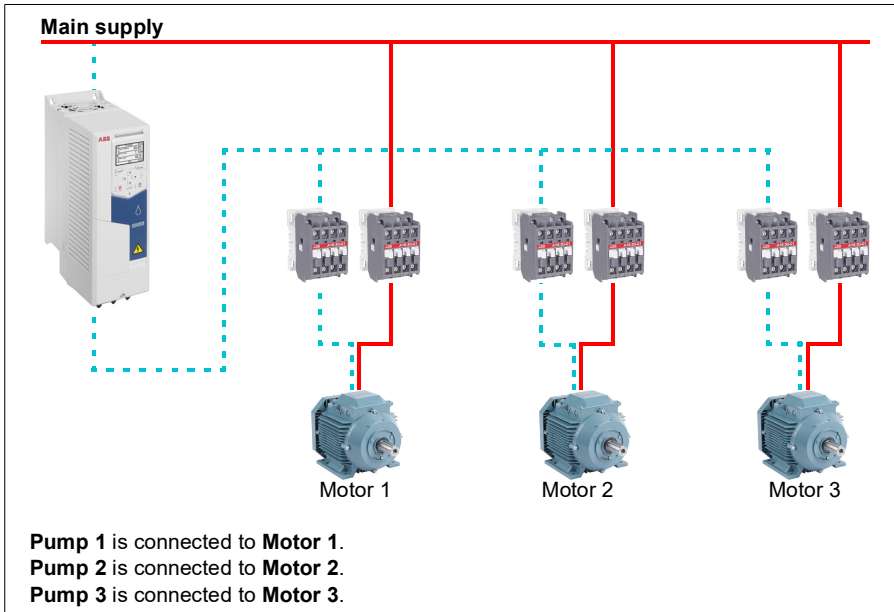 Main supply
ABB
Motor 1
Motor 2
Motor 3
Pump 1 is connected to Motor 1.
Pump 2 is connected to Motor 2.
Pump 3 is connected to Motor 3.